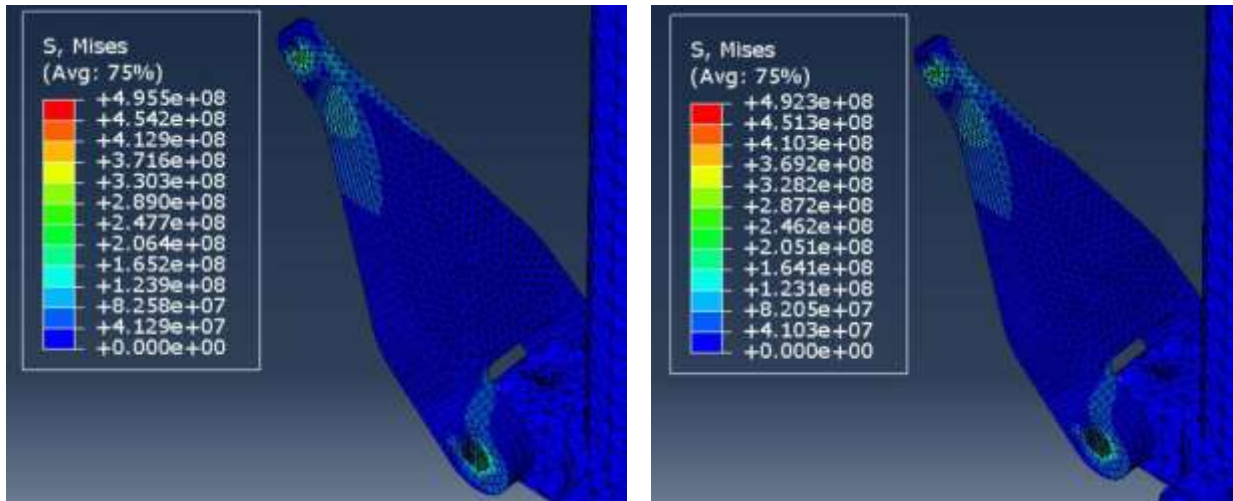 S, Mises
(Avg: 75%)
+4.955e+08
+4.542e+08
+4.129e+08
+3.716e+08
+3.303e+08
+2.890e+08
+2.477e+08
+2.064e+08
+1.652e+08
+1.239e+08
+8.258e+07
+4.129e+07
+0.000e+00
S, Mises
(Avg: 75%)
+4.923e+08
+4.513e+08
+4.103e+08
+3.692e+08
+3.282e+08
+2.872e+08
+2.462e+08
+2.051e+08
+1.641e+08
+1.231e+08
+8.205e+07
+4.103e+07
+0.000e+00